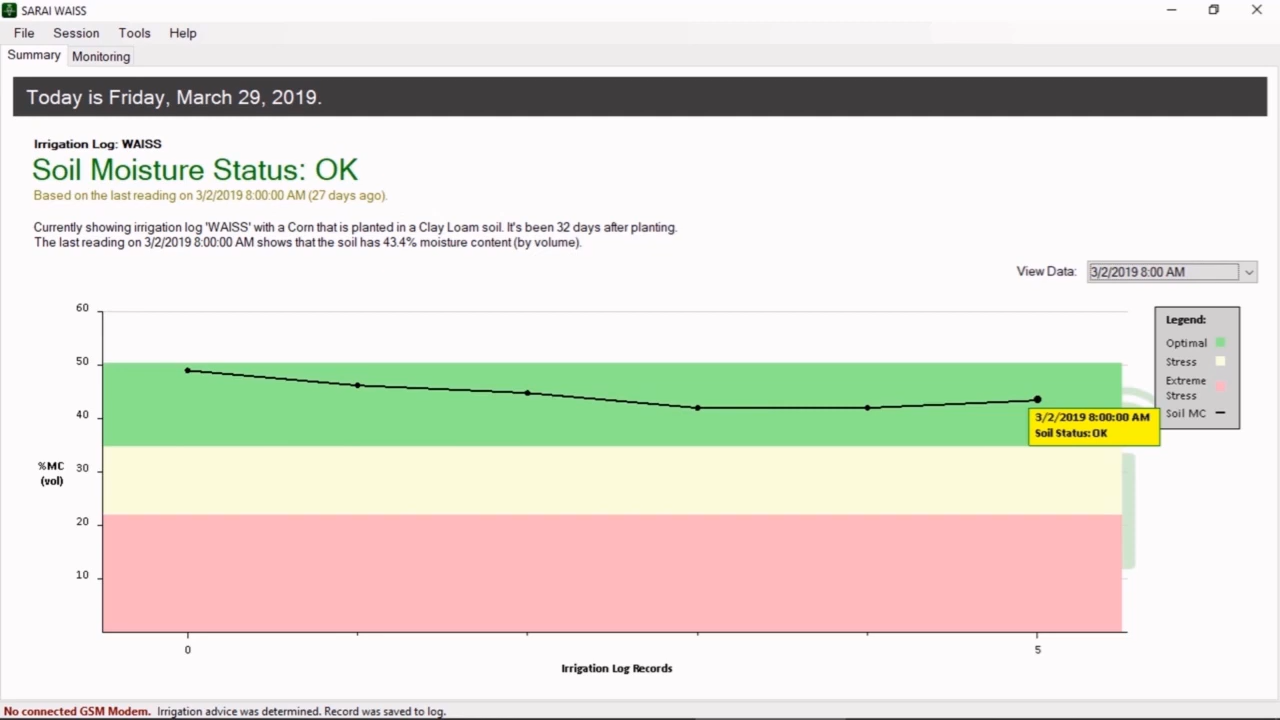 SARAI WAISS
File Session Tools Help
Summary Monitoring
Today is Friday, March 29, 2019.
Irrigation Log: WAISS
Soil Moisture Status: OK
Based on the last reading on 3/2/2019 8:00:00 AM (27 days ago).
Currently showing irrigation log 'WAISS' with a Corn that is planted in a Clay Loam soil. It's been 32 days after planting.
The last reading on 3/2/2019 8:00:00 AM shows that the soil has 43.4% moisture content (by volume).
View Data: 3/2/2019 8:00 AM
60
50
40
30
20
10
%MC
(vol)
Legend:
Optimal
Stress
Extreme
Stress
Soil MC
3/2/2019 8:00:00 AM
Soil Status: OK
0 5
Irrigation Log Records
No connected GSM Modem. Irrigation advice was determined. Record was saved to log.